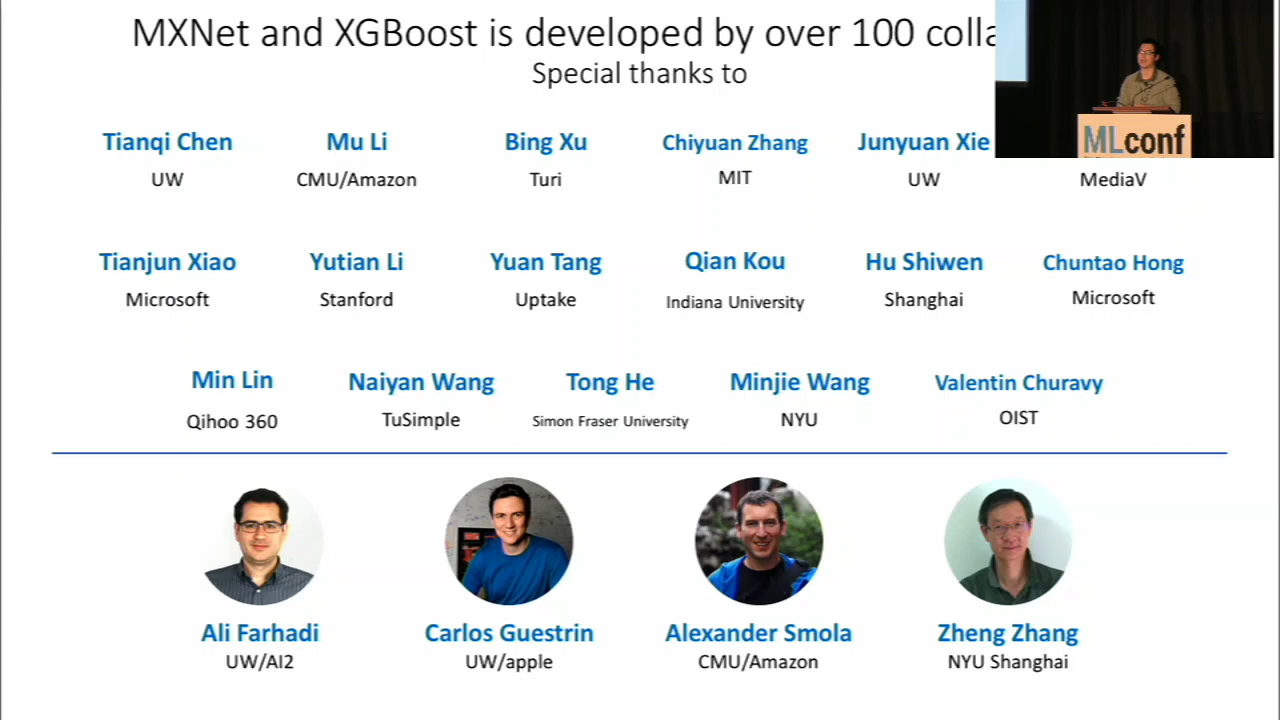 MXNet and XGBoost is developed by over 100
Special thanks to
Tianqi Chen Mu Li Bing Xu Chiyuan Zhang Junyuan Xie
UW CMU/Amazon Turi MIT UW MediaV
Tianjun Xiao Yutian Li Yuan Tang Qian Kou Hu Shiwen Chuntao Hong
Microsoft Stanford Uptake Indiana University Shanghai Microsoft
Min Lin Naiyan Wang Tong He Minjie Wang Valentin Churavy
Qihoo 360 TuSimple Simon Fraser University NYU OIST
Ali Farhadi Carlos Guestrin Alexander Smola Zheng Zhang
UW/AI2 UW/apple CMU/Amazon NYU Shanghai
MLconf